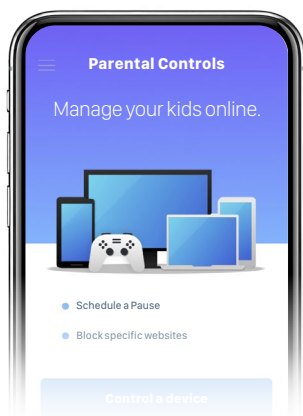 Parental Controls
Manage your kids online.
Schedule a Pause
Block specific websites
Control a device